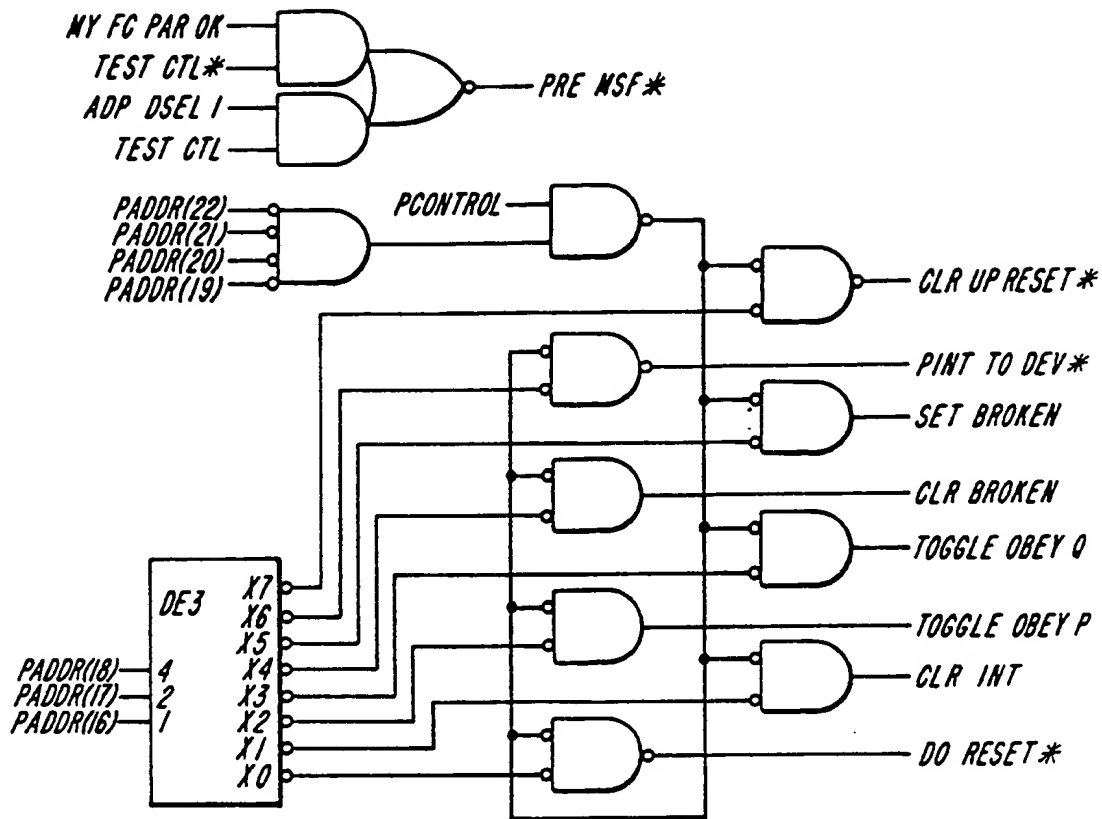 MY FC PAR OK
TEST CTL*
ADP DSEL 1
TEST CTL
PRE MSF*
PADDR(22)
PADDR(21)
PADDR(20)
PADDR(19)
PCONTROL
CLR UP RESET*
PINT TO DEV*
SET BROKEN
CLR BROKEN
TOGGLE OBEY Q
TOGGLE OBEY P
CLR INT
DO RESET*
DE3
X7
X6
X5
X4
X3
X2
X1
X0
PADDR(18) 4
PADDR(17) 2
PADDR(16) 1